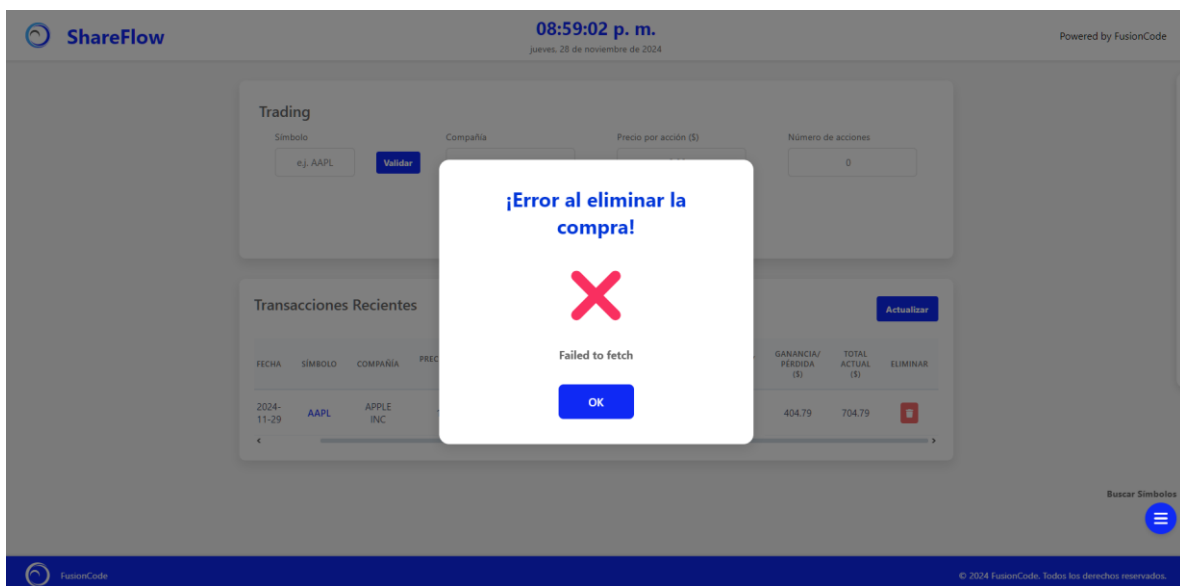 ShareFlow
08:59:02 p. m.
jueves, 28 de noviembre de 2024
Powered by FusionCode
Trading
Símbolo
Compañía
Precio por acción ($)
Número de acciones
ej. AAPL
Validar
0
¡Error al eliminar la
compra!
Failed to fetch
OK
Transacciones Recientes
Actualizar
FECHA
SÍMBOLO
COMPAÑÍA
GANANCIA/
PÉRDIDA
($)
TOTAL
ACTUAL
($)
ELIMINAR
2024-
11-29
AAPL
APPLE
INC
404.79
704.79
Buscar Símbolos
FusionCode
© 2024 FusionCode. Todos los derechos reservados.